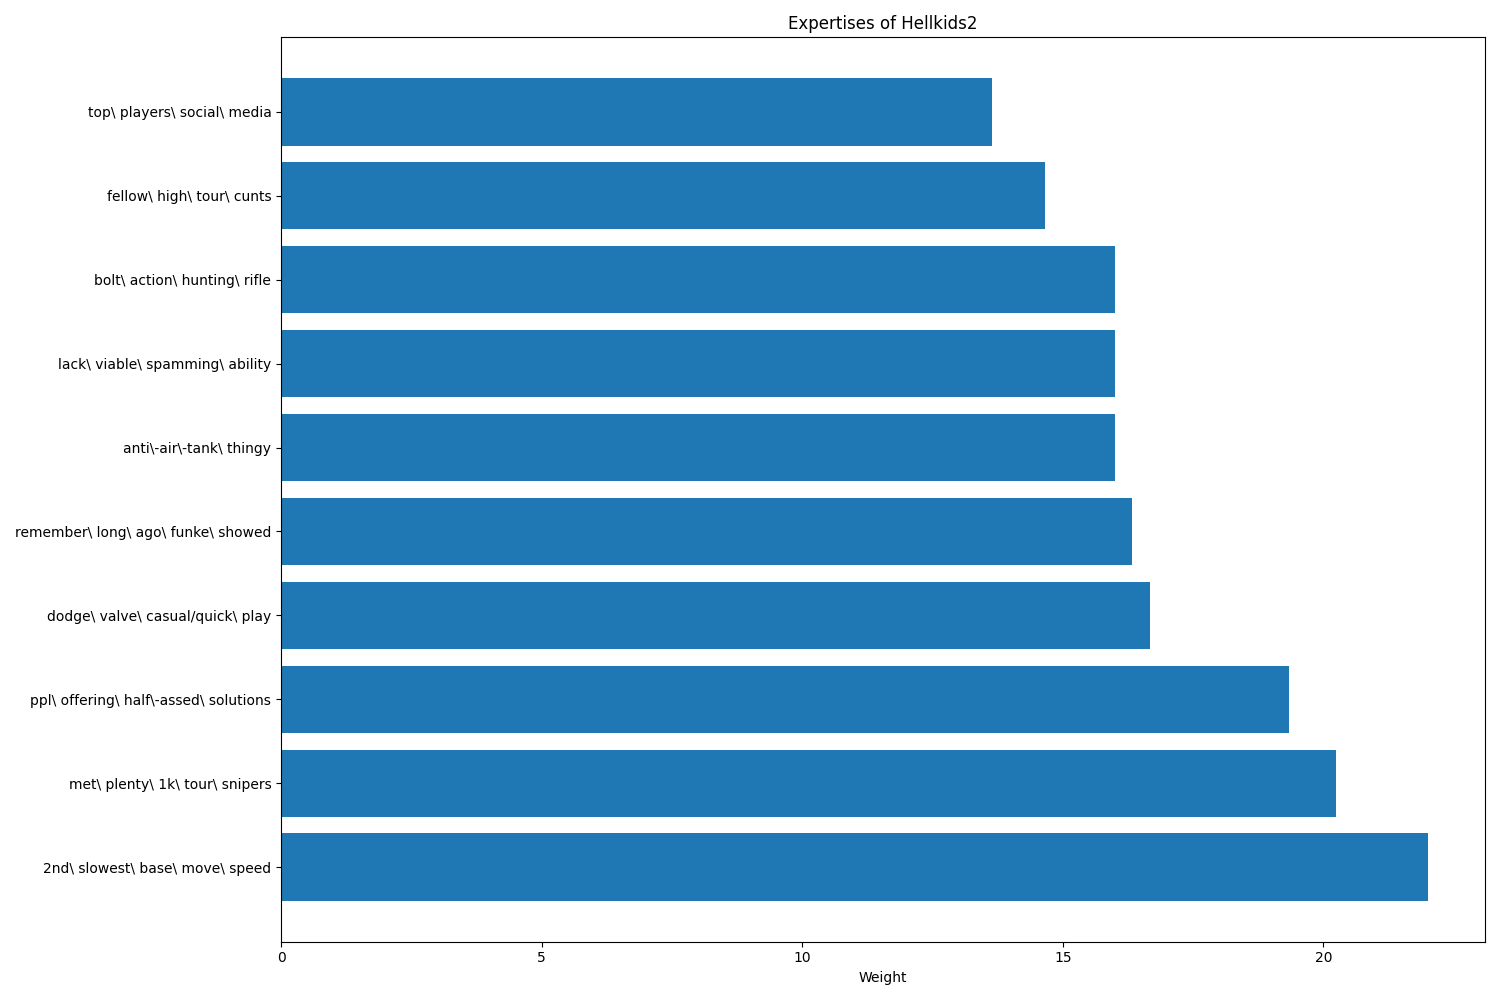 Expertises of Hellkids2
top\ players\ social\ media
fellow\ high\ tour\ cunts
bolt\ action\ hunting\ rifle
lack\ viable\ spamming\ ability
anti\-air\-tank\ thingy
remember\ long\ ago\ funke\ showed
dodge\ valve\ casual/quick\ play
ppl\ offering\ half\-assed\ solutions
met\ plenty\ 1k\ tour\ snipers
2nd\ slowest\ base\ move\ speed
0 5 10 15 20
Weight